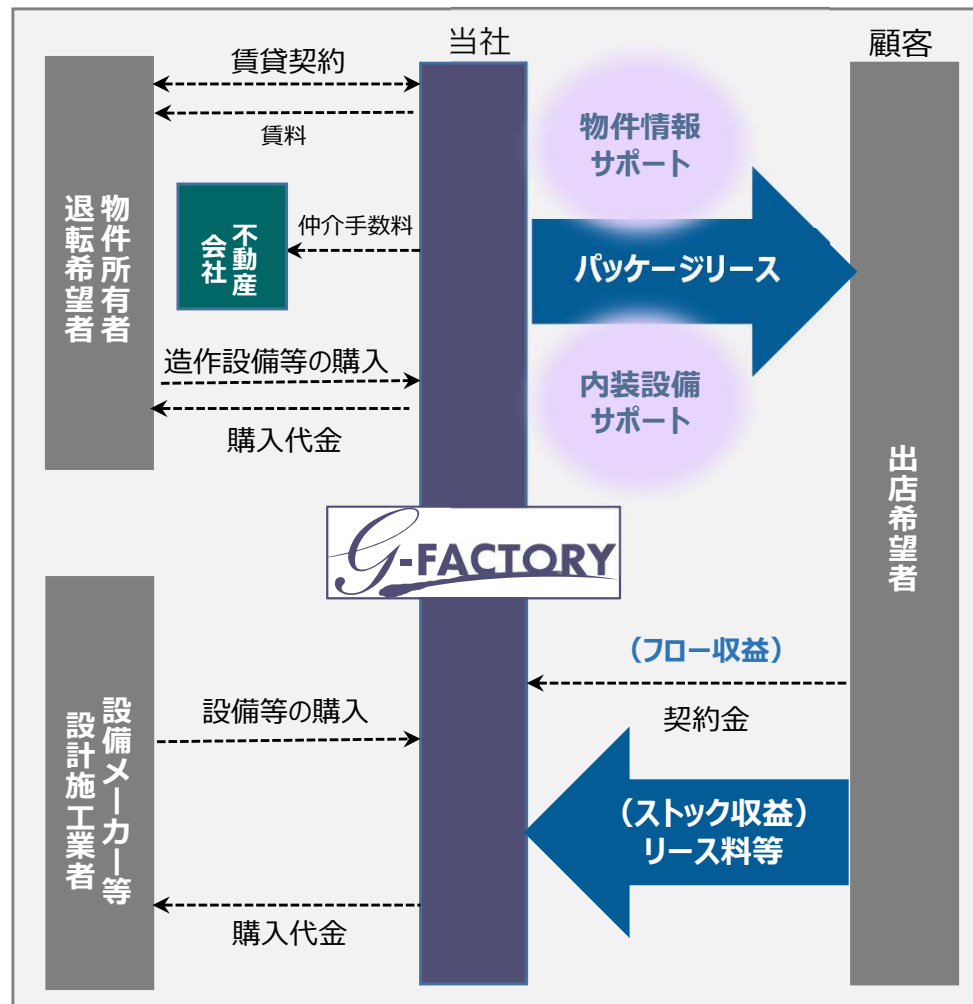 当社
顧客
賃貸契約
賃料
物件所有者
退転希望者
不動産
会社
仲介手数料
造作設備等の購入
購入代金
物件情報
サポート
パッケージリース
内装設備
サポート
出店希望者
G-FACTORY
（フロー収益）
契約金
設備メーカー等
設計施工業者
設備等の購入
（ストック収益）
リース料等
購入代金